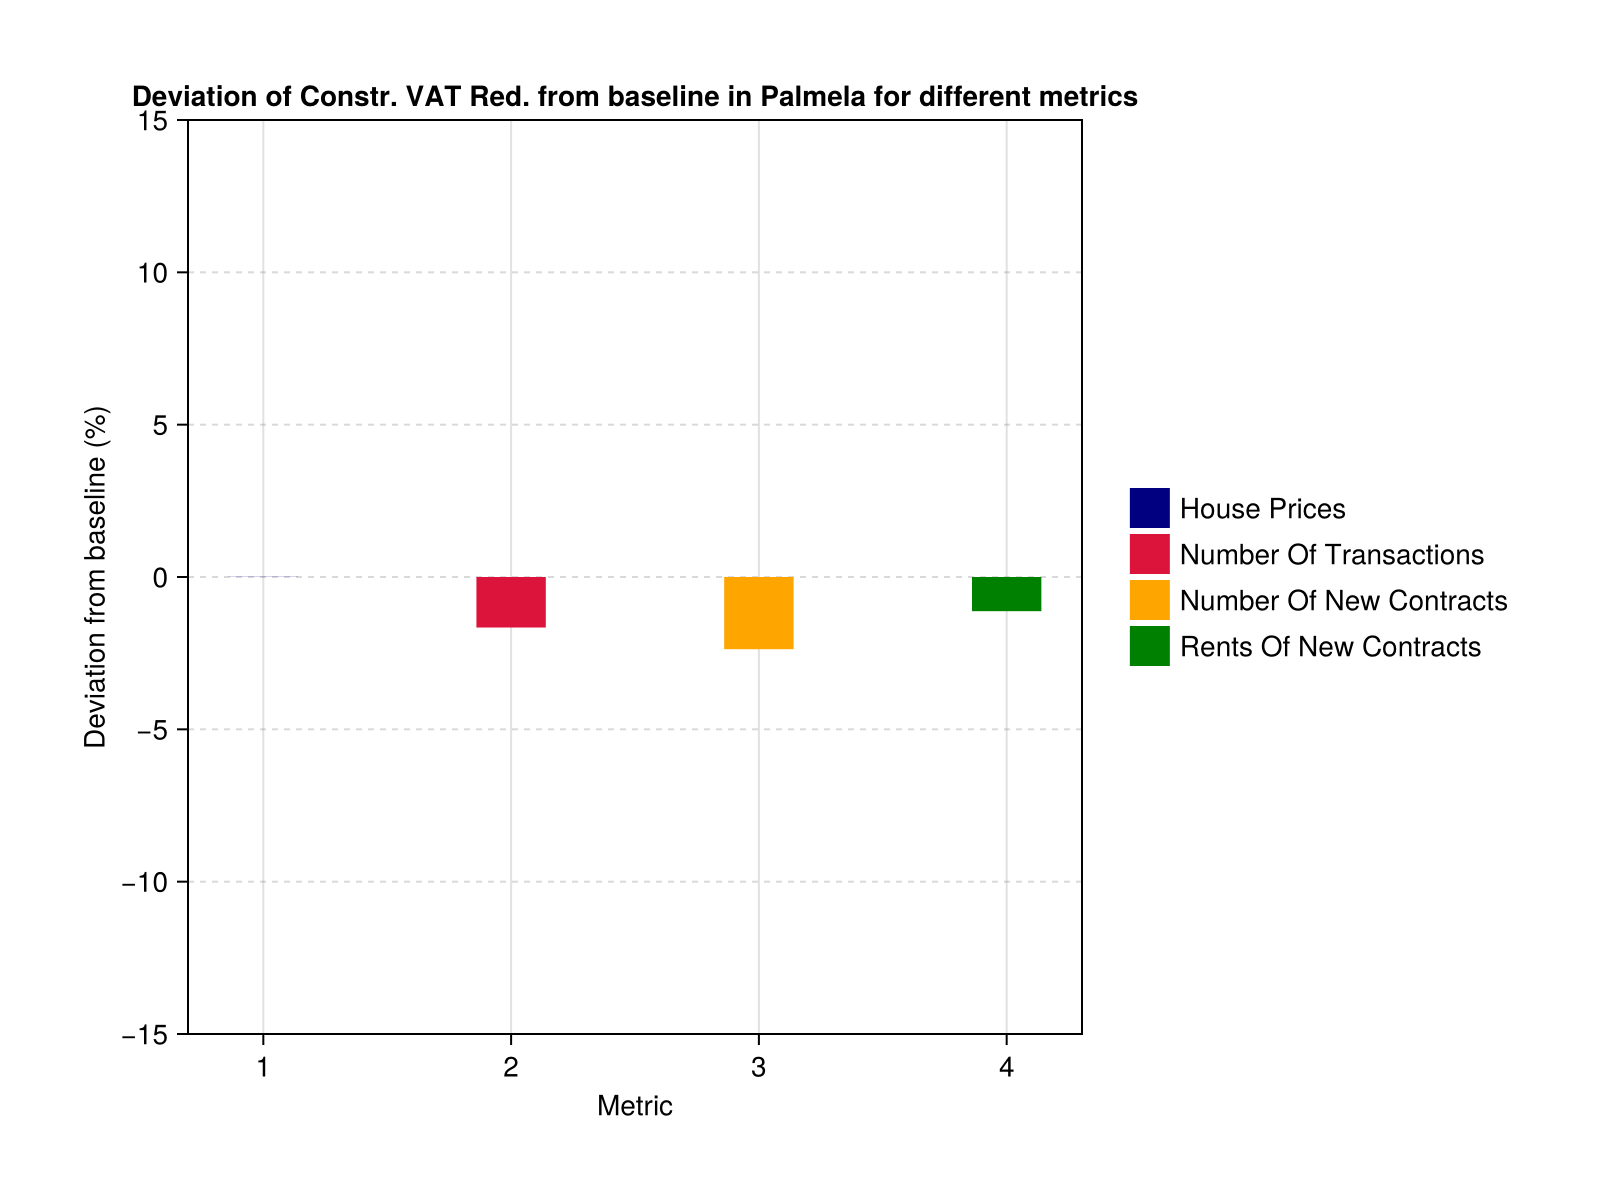 Deviation of Constr. VAT Red. from baseline in Palmela for different metrics
15
10
5
0
−5
−10
−15
Deviation from baseline (%)
1 2 3 4
Metric
House Prices
Number Of Transactions
Number Of New Contracts
Rents Of New Contracts